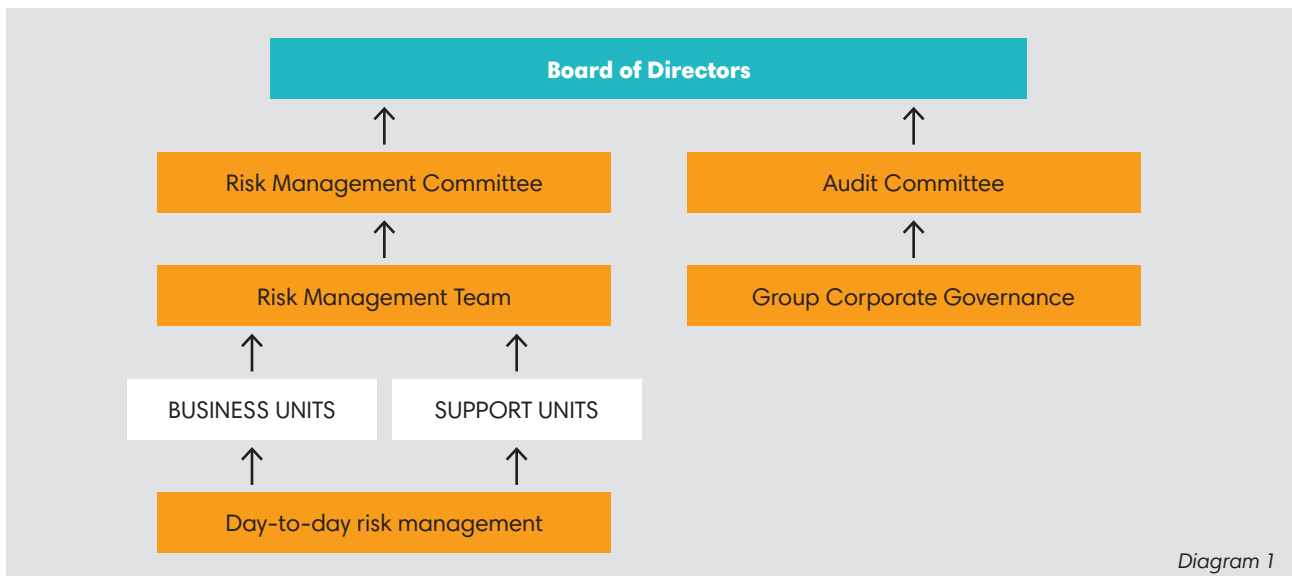 Board of Directors
Risk Management Committee
Audit Committee
Risk Management Team
Group Corporate Governance
BUSINESS UNITS
SUPPORT UNITS
Day-to-day risk management
Diagram 1